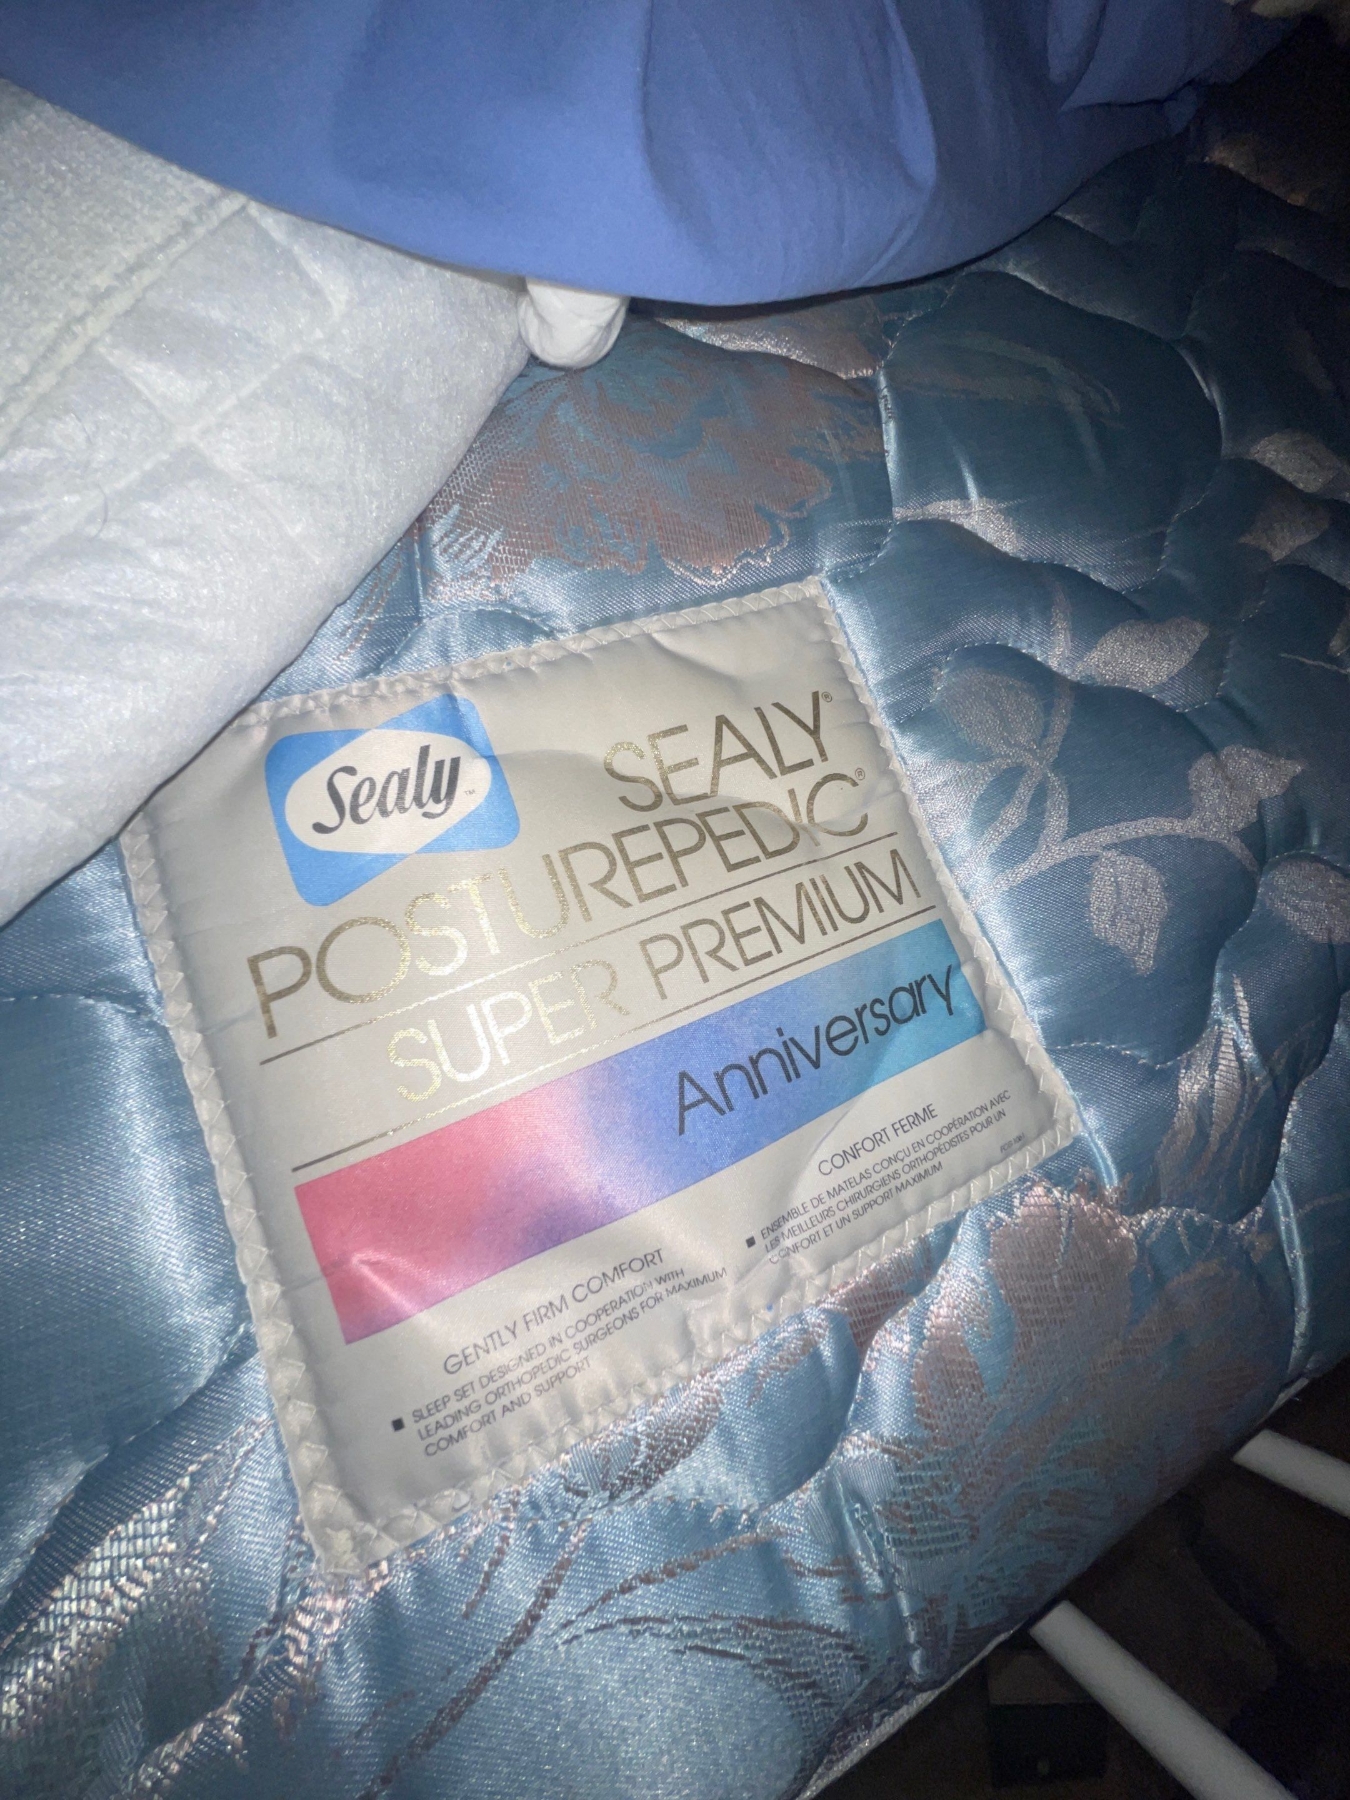 Sealy™
SEALY®
POSTUREPEDIC®
SUPER PREMIUM
Anniversary
GENTLY FIRM COMFORT
■ SLEEP SET DESIGNED IN COOPERATION WITH
LEADING ORTHOPEDIC SURGEONS FOR MAXIMUM
COMFORT AND SUPPORT
CONFORT FERME
■ ENSEMBLE DE MATELAS CONÇU EN COOPÉRATION AVEC
LES MEILLEURS CHIRURGIENS ORTHOPÉDISTES POUR UN
CONFORT ET UN SUPPORT MAXIMUM